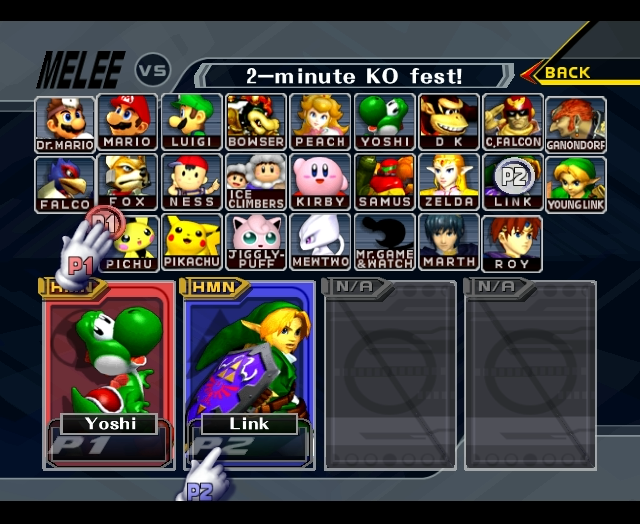 MELEE VS 2-minute KO fest! BACK
Dr.MARIO MARIO LUIGI BOWSER PEACH YOSHI D K C.FALCON GANONDORF
FALCO FOX NESS ICE CLIMBERS KIRBY SAMUS ZELDA P2 LINK YOUNG LINK
P1 PICHU PIKACHU JIGGLY-PUFF MEWTWO Mr.GAME &WATCH MARTH ROY
P1
HMN HMN N/A N/A
Yoshi Link
P1 P2
P2